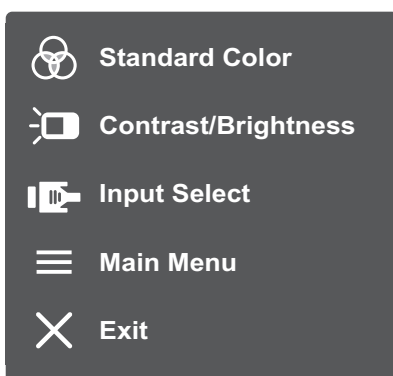 Standard Color
Contrast/Brightness
Input Select
Main Menu
Exit